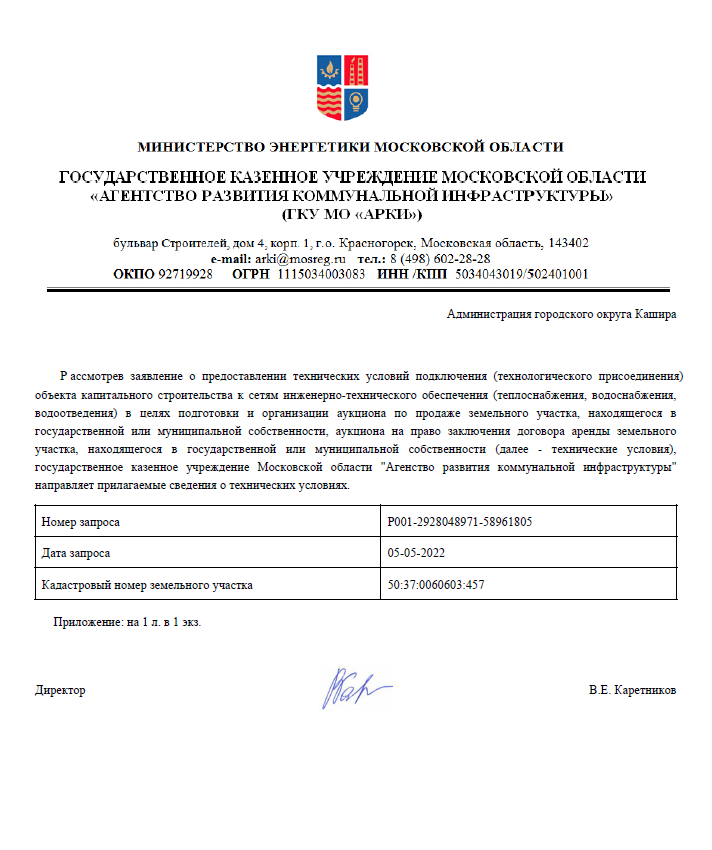 МИНИСТЕРСТВО ЭНЕРГЕТИКИ МОСКОВСКОЙ ОБЛАСТИ
ГОСУДАРСТВЕННОЕ КАЗЕННОЕ УЧРЕЖДЕНИЕ МОСКОВСКОЙ ОБЛАСТИ
«АГЕНТСТВО РАЗВИТИЯ КОММУНАЛЬНОЙ ИНФРАСТРУКТУРЫ»
(ГКУ МО «АРКИ»)
бульвар Строителей, дом 4, корп. 1, г.о. Красногорск, Московская область, 143402
e-mail: arki@mosreg.ru тел.: 8 (498) 602-28-28
ОКПО 92719928 ОГРН 1115034003083 ИНН /КПП 5034043019/502401001
Администрация городского округа Кашира
Р ассмотрев заявление о предоставлении технических условий подключения (технологического присоединения)
объекта капитального строительства к сетям инженерно-технического обеспечения (теплоснабжения, водоснабжения,
водоотведения) в целях подготовки и организации аукциона по продаже земельного участка, находящегося в
государственной или муниципальной собственности, аукциона на право заключения договора аренды земельного
участка, находящегося в государственной или муниципальной собственности (далее - технические условия),
государственное казенное учреждение Московской области "Агенство развития коммунальной инфраструктуры"
направляет прилагаемые сведения о технических условиях.
Номер запроса P001-2928048971-58961805
Дата запроса 05-05-2022
Кадастровый номер земельного участка 50:37:0060603:457
Приложение: на 1 л. в 1 экз.
Директор В.Е. Каретников